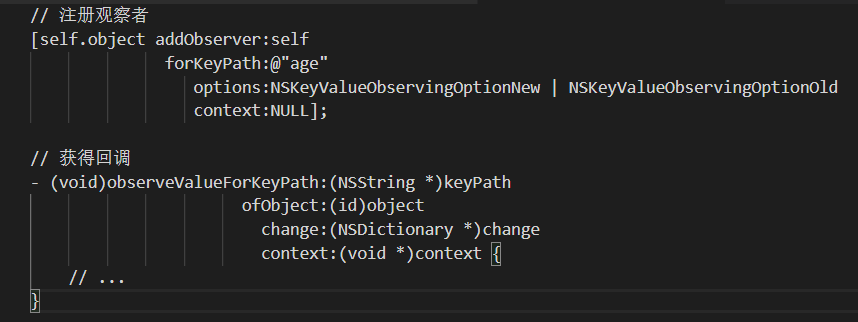 // 注册观察者
[self.object addObserver:self
forKeyPath:@"age"
options:NSKeyValueObservingOptionNew | NSKeyValueObservingOptionOld
context:NULL];
// 获得回调
- (void)observeValueForKeyPath:(NSString *)keyPath
ofObject:(id)object
change:(NSDictionary *)change
context:(void *)context {
// ...
}